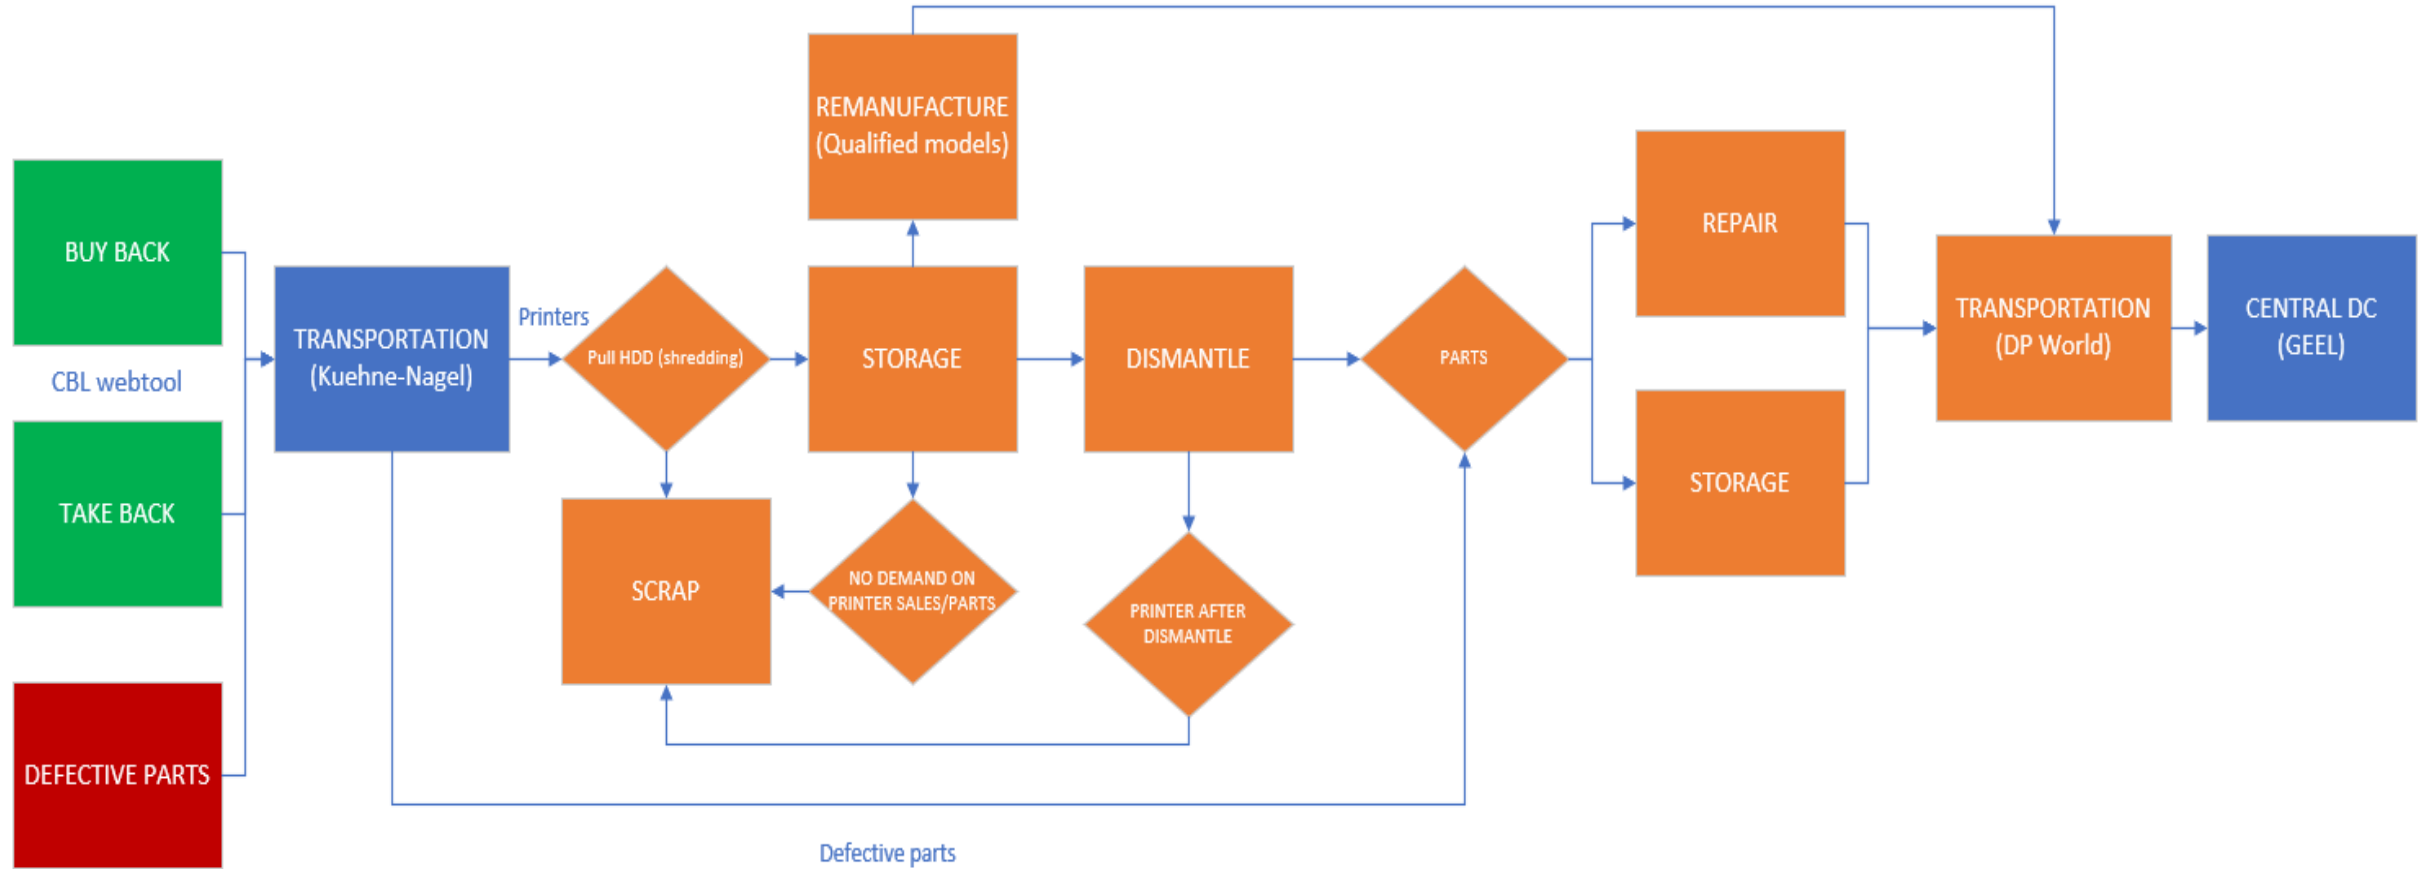 REMANUFACTURE
(Qualified models)
BUY BACK
CBL webtool
TAKE BACK
DEFECTIVE PARTS
TRANSPORTATION
(Kuehne-Nagel)
Printers
Pull HDD (shredding)
STORAGE
DISMANTLE
PARTS
REPAIR
STORAGE
TRANSPORTATION
(DP World)
CENTRAL DC
(GEEL)
SCRAP
NO DEMAND ON
PRINTER SALES/PARTS
PRINTER AFTER
DISMANTLE
Defective parts